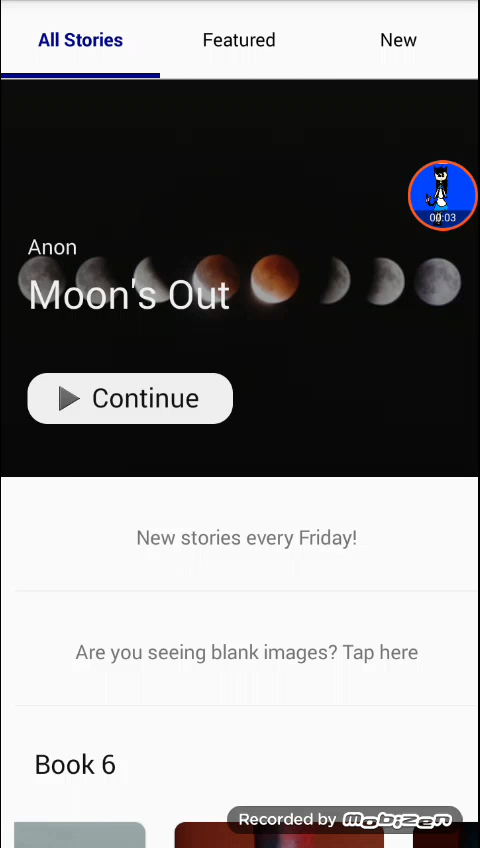 All Stories
Featured
New
00:03
Anon
Moon's Out
Continue
New stories every Friday!
Are you seeing blank images? Tap here
Book 6
Recorded by Mobizen